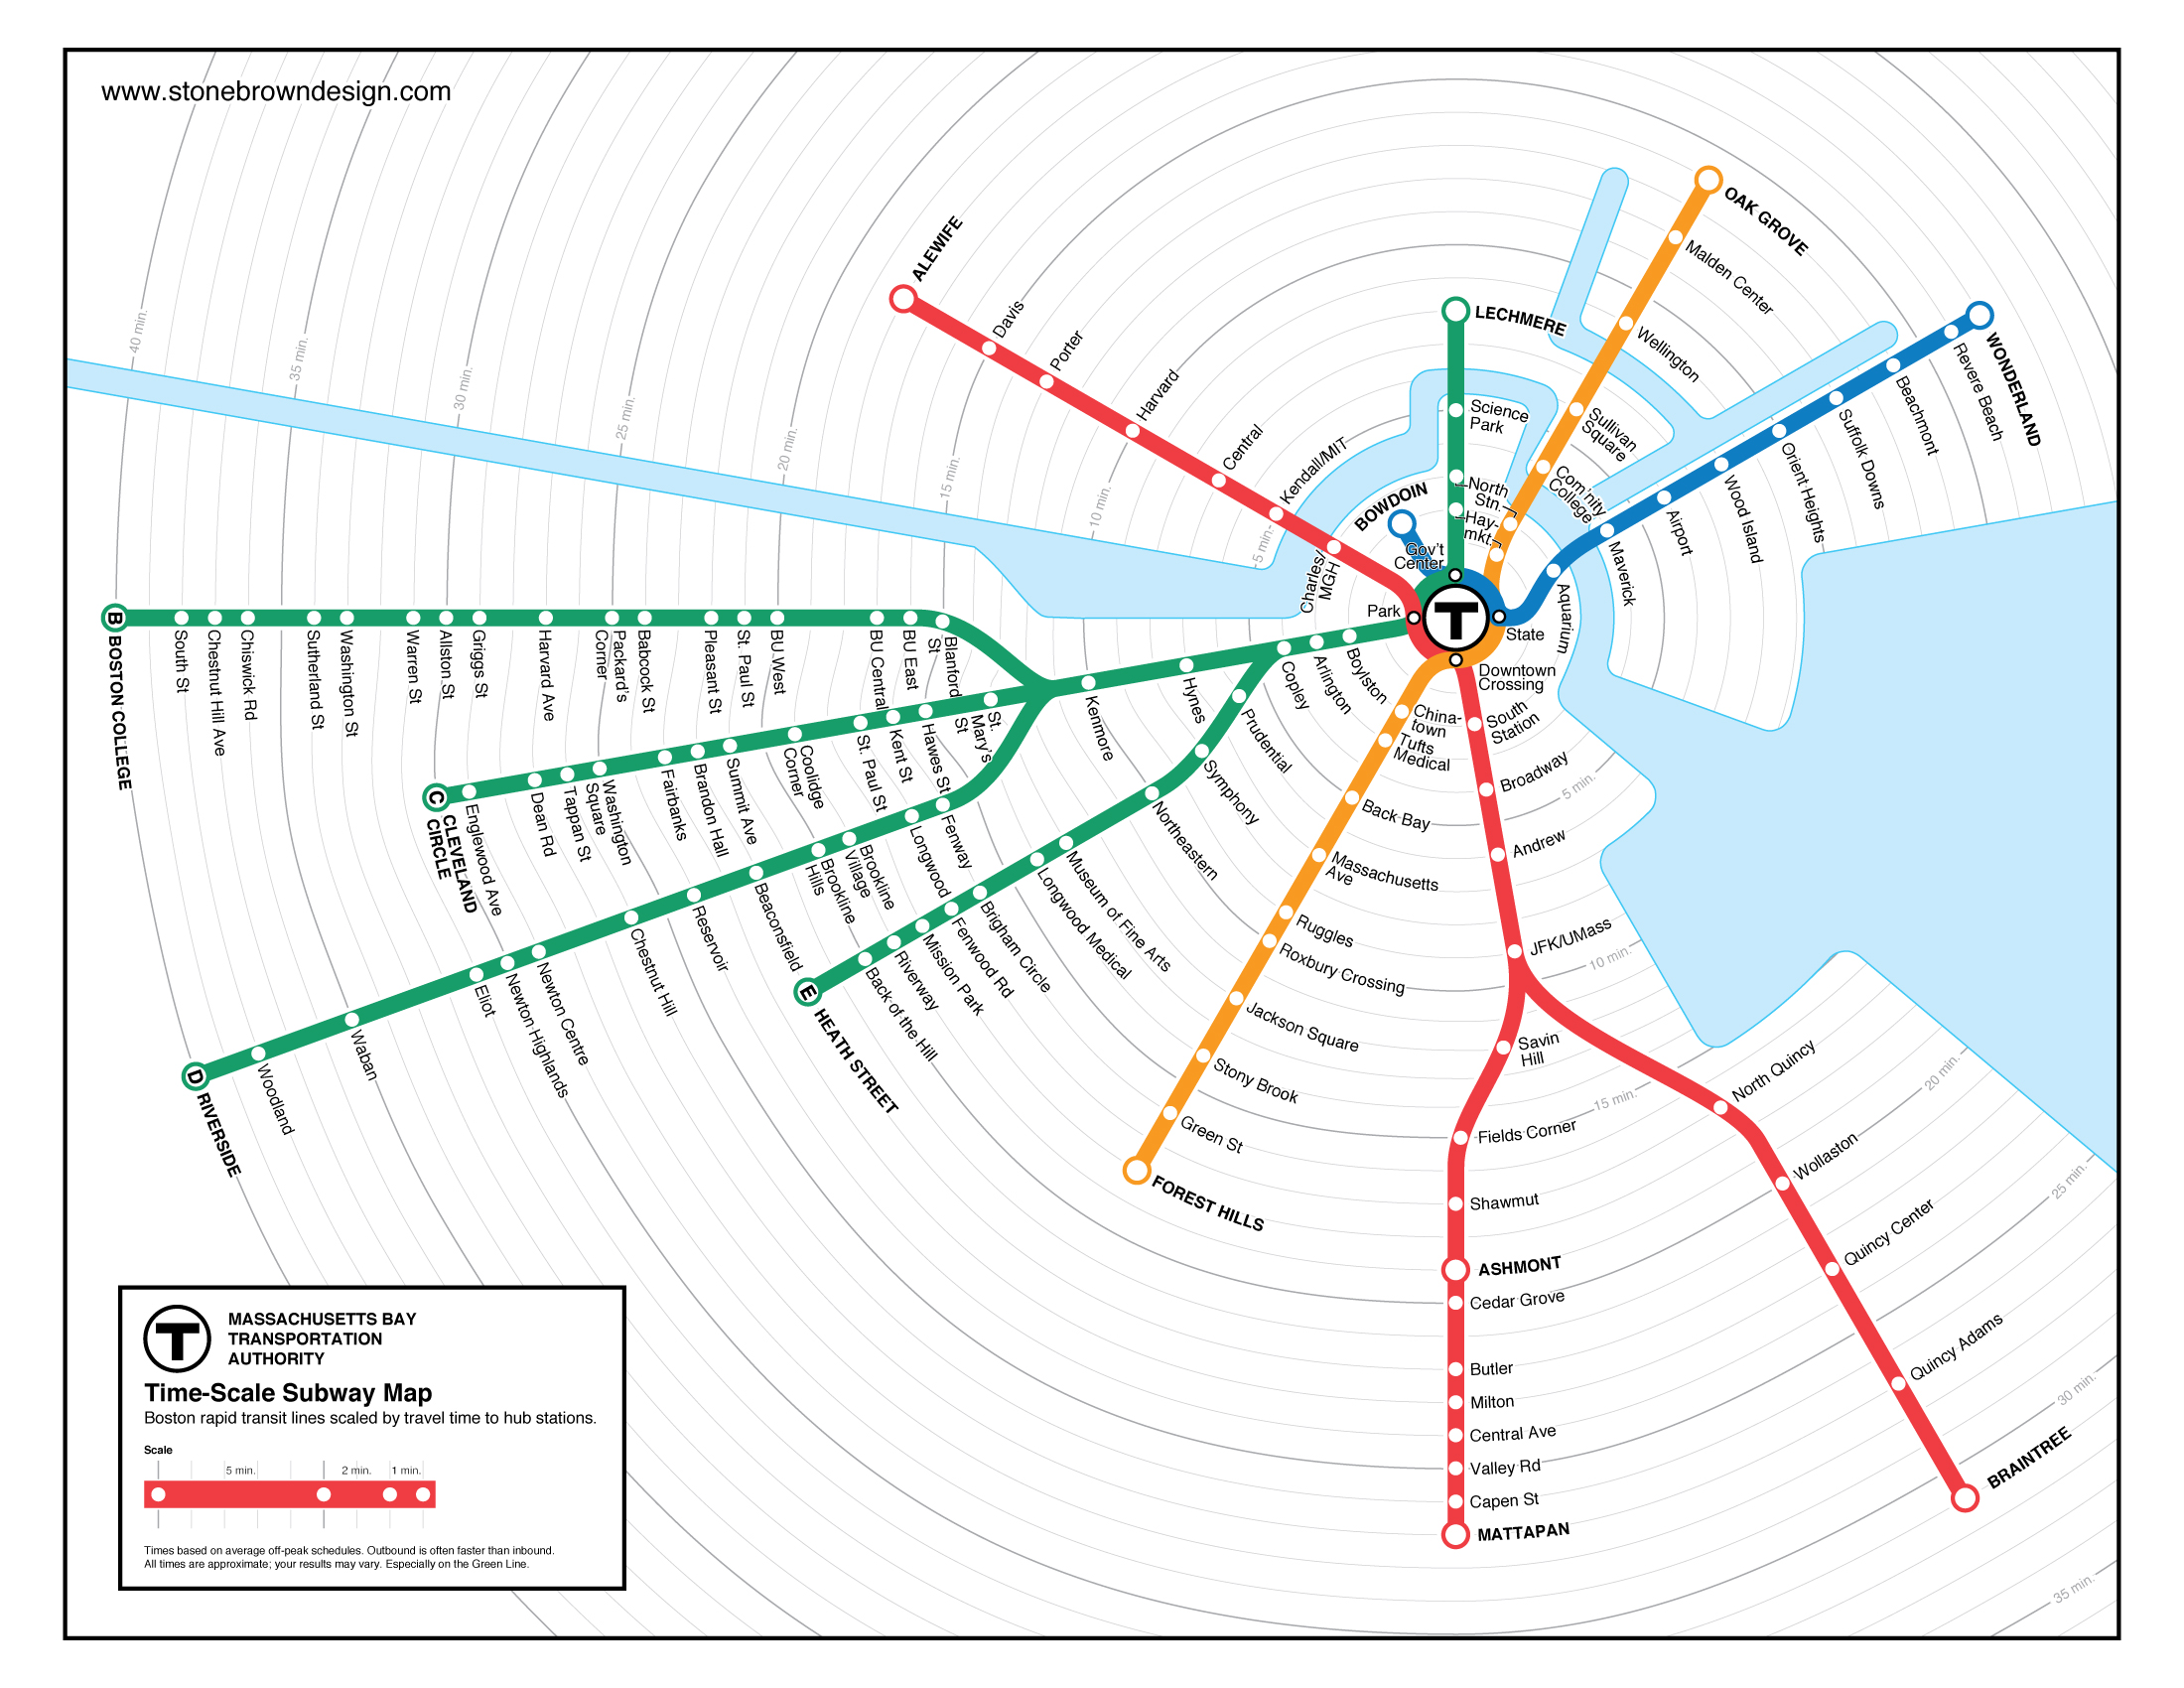 www.stonebrowndesign.com
40 min.
35 min.
30 min.
25 min.
20 min.
15 min.
10 min.
5 min.
ALEWIFE
Davis
Porter
Harvard
Central
Kendall/MIT
Charles/
MGH
Park
OAK GROVE
Malden Center
Wellington
Sullivan
Square
Com'nity
College
LECHMERE
Science
Park
North
Stn.
Hay-
mkt.
BOWDOIN
Gov't
Center
WONDERLAND
Revere Beach
Beachmont
Suffolk Downs
Orient Heights
Wood Island
Airport
Maverick
Aquarium
State
T
Downtown
Crossing
B
BOSTON COLLEGE
South St
Chestnut Hill Ave
Chiswick Rd
Sutherland St
Washington St
Warren St
Allston St
Griggs St
Harvard Ave
Packard's
Corner
Babcock St
Pleasant St
St. Paul St
BU West
BU Central
BU East
Blanford
St
C
CLEVELAND
CIRCLE
Englewood Ave
Dean Rd
Tappan St
Washington
Square
Fairbanks
Brandon Hall
Summit Ave
Coolidge
Corner
St. Paul St
Kent St
Hawes St
St.
Mary's
St
Kenmore
Hynes
Copley
Arlington
Boylston
D
RIVERSIDE
Woodland
Waban
Eliot
Newton Highlands
Newton Centre
Chestnut Hill
Reservoir
Beaconsfield
Brookline
Hills
Brookline
Village
Longwood
Fenway
E
HEATH STREET
Back of the Hill
Riverway
Mission Park
Fenwood Rd
Brigham Circle
Longwood Medical
Museum of Fine Arts
Northeastern
Symphony
Prudential
China-
town
Tufts
Medical
Back Bay
Massachusetts
Ave
Ruggles
Roxbury Crossing
Jackson Square
Stony Brook
Green St
FOREST HILLS
South
Station
Broadway
Andrew
JFK/UMass
Savin
Hill
Fields Corner
Shawmut
ASHMONT
Cedar Grove
Butler
Milton
Central Ave
Valley Rd
Capen St
MATTAPAN
North Quincy
Wollaston
Quincy Center
Quincy Adams
BRAINTREE
5 min.
10 min.
15 min.
20 min.
25 min.
30 min.
35 min.
T
MASSACHUSETTS BAY
TRANSPORTATION
AUTHORITY
Time-Scale Subway Map
Boston rapid transit lines scaled by travel time to hub stations.
Scale
5 min.
2 min.
1 min.
Times based on average off-peak schedules. Outbound is often faster than inbound.
All times are approximate; your results may vary. Especially on the Green Line.